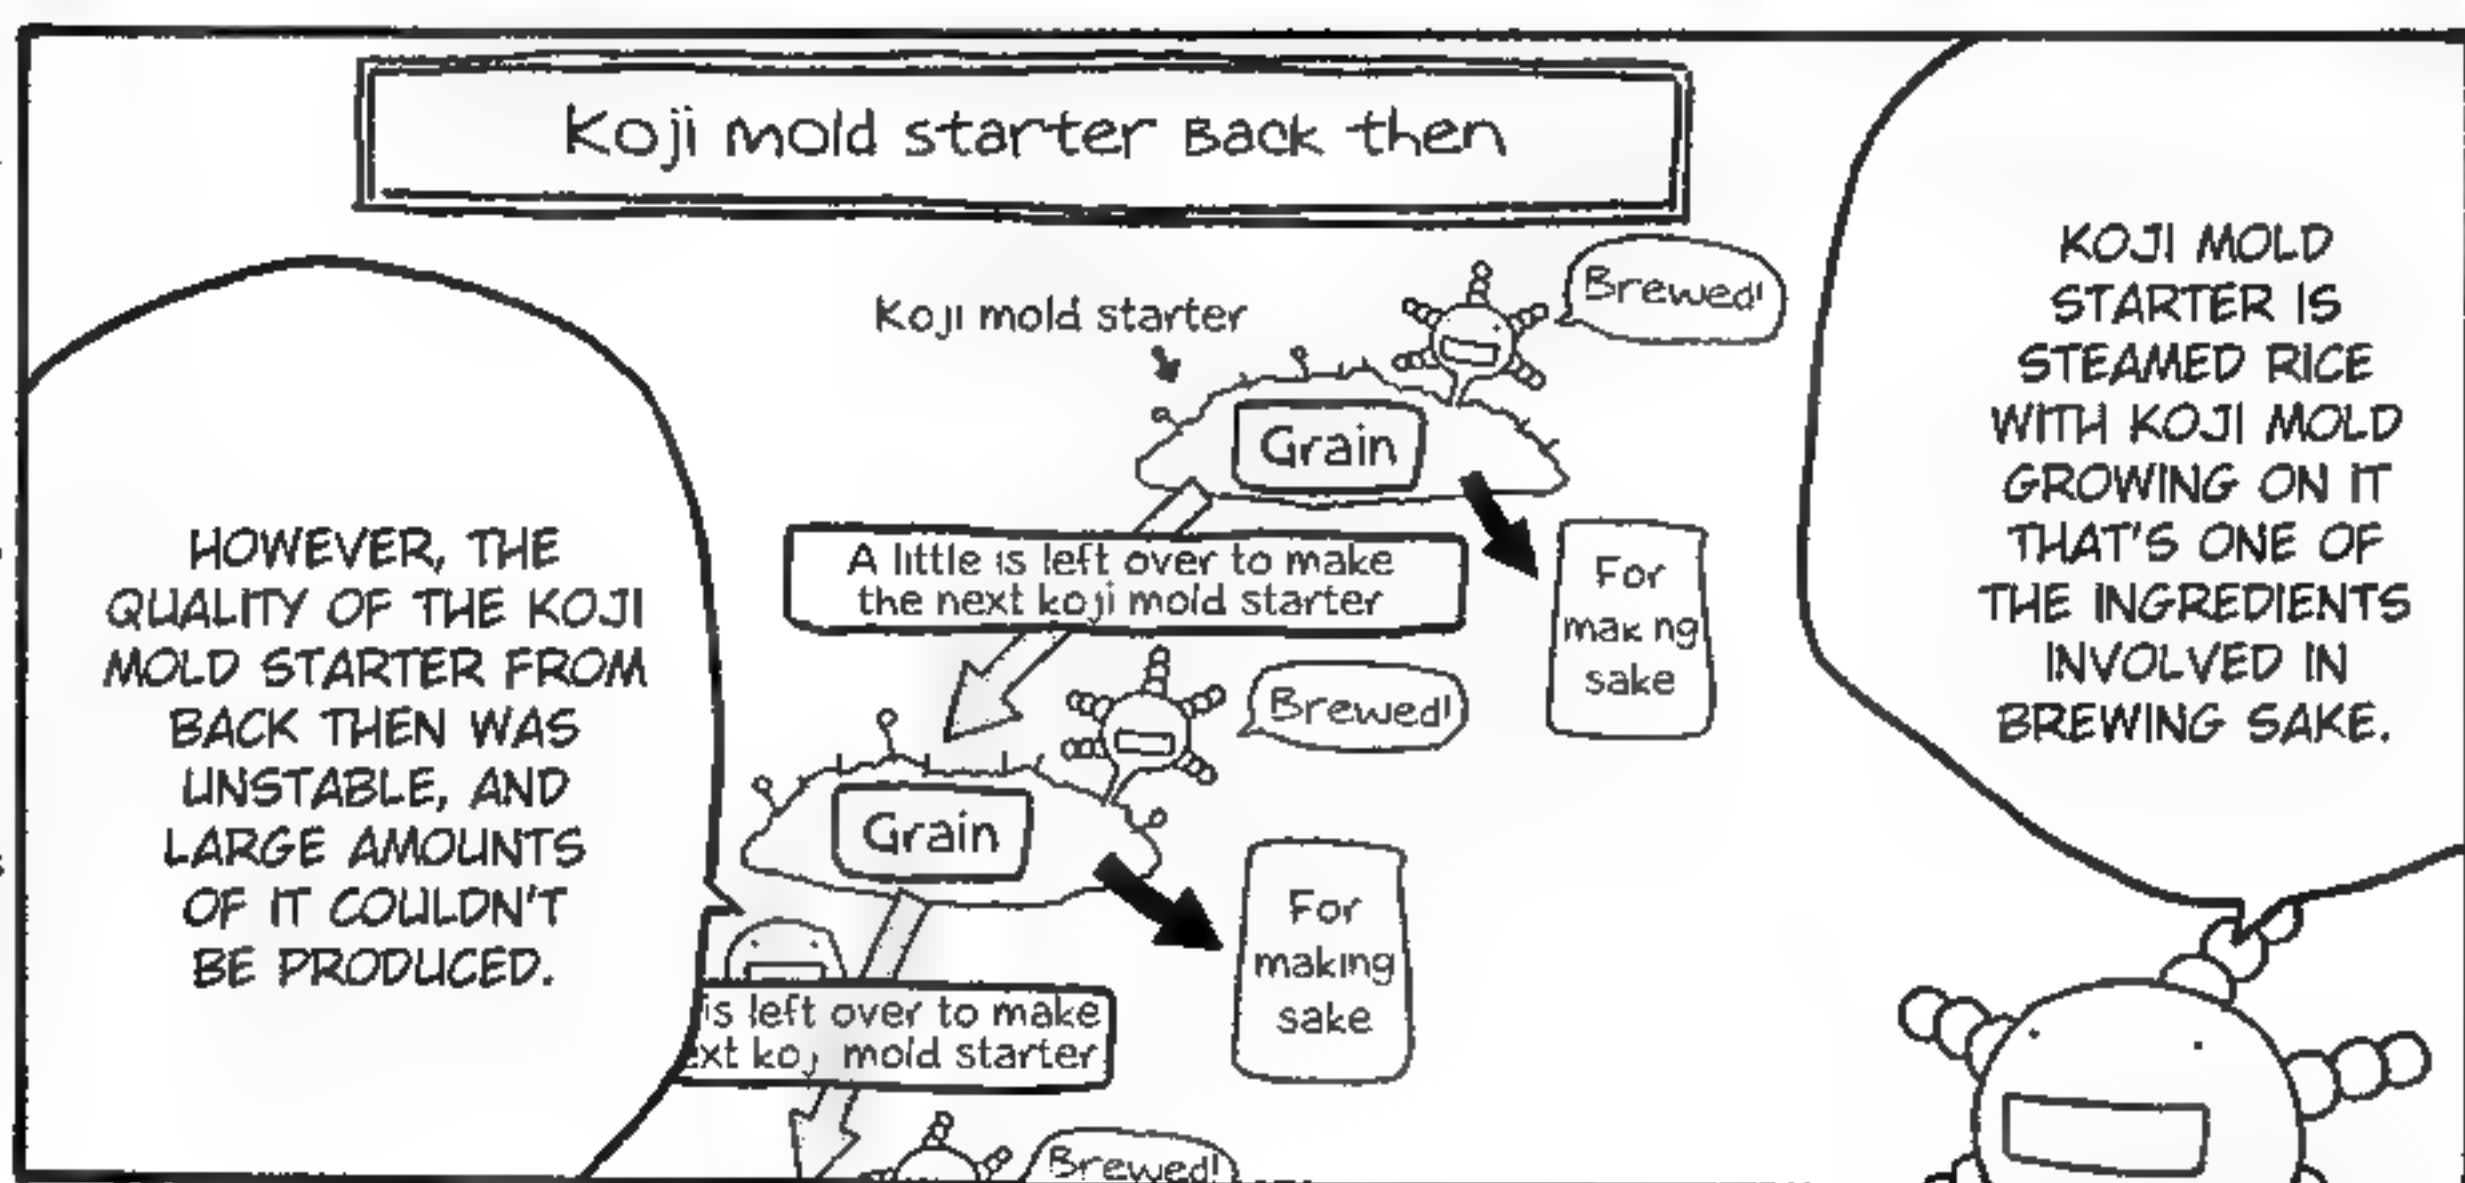 Koji mold starter Back then
KOJI MOLD
STARTER IS
STEAMED RICE
WITH KOJI MOLD
GROWING ON IT
THAT'S ONE OF
THE INGREDIENTS
INVOLVED IN
BREWING SAKE.
Brewed!
Koji mold starter
Grain
A little is left over to make
the next koji mold starter
For
making
sake
Brewed!
Grain
For
making
sake
HOWEVER, THE
QUALITY OF THE KOJI
MOLD STARTER FROM
BACK THEN WAS
UNSTABLE, AND
LARGE AMOUNTS
OF IT COULDN'T
BE PRODUCED.
is left over to make
ext koji mold starter
Brewed!